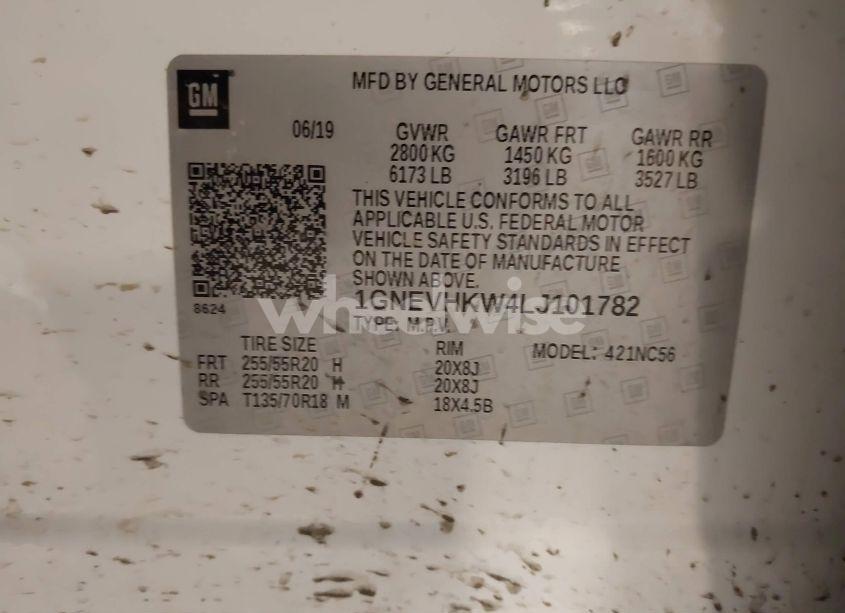 GM
MFD BY GENERAL MOTORS LLC
06/19 GVWR GAWR FRT GAWR RR
2800 KG 1450 KG 1600 KG
6173 LB 3196 LB 3527 LB
THIS VEHICLE CONFORMS TO ALL
APPLICABLE U.S. FEDERAL MOTOR
VEHICLE SAFETY STANDARDS IN EFFECT
ON THE DATE OF MANUFACTURE
SHOWN ABOVE.
8624
1GNEVHKW4LJ101782
wheelwise
TYPE: M.P.V.
MODEL: 421NC56
TIRE SIZE RIM
FRT 255/55R20 H 20X8J
RR 255/55R20 H 20X8J
SPA T135/70R18 M 18X4.5B